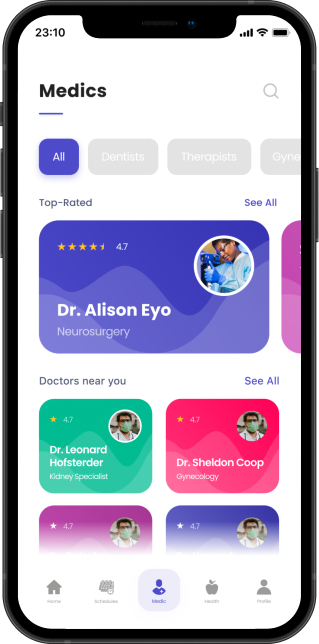 23:10
Medics
All
Dentists
Therapists
Gyne
Top-Rated
See All
4.7
Dr. Alison Eyo
Neurosurgery
Doctors near you
See All
4.7
Dr. Leonard
Hofsterder
Kidney Specialist
4.7
Dr. Sheldon Coop
Gynecology
4.7
4.7
Home
Schedules
Medic
Health
Profile